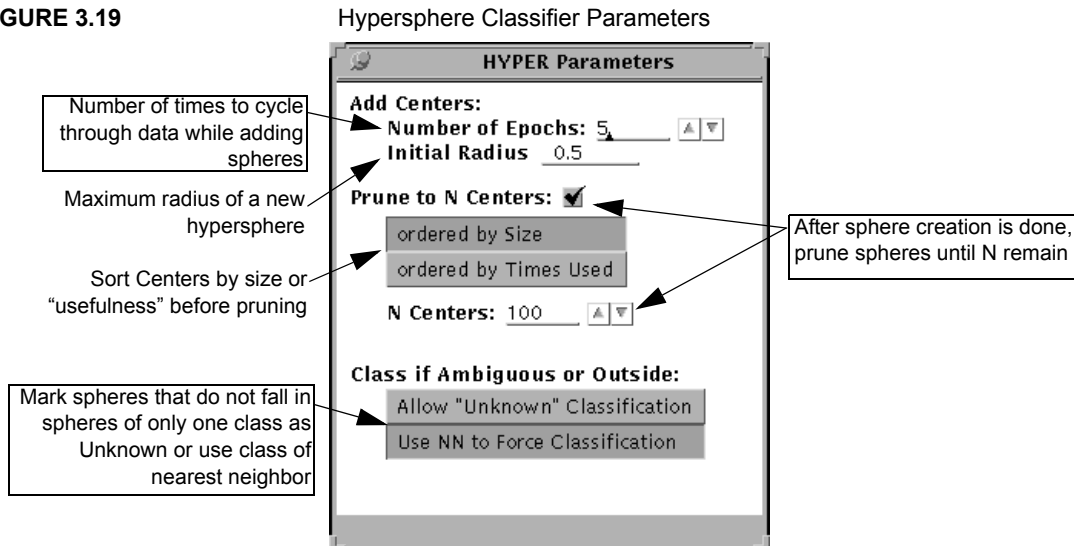 GURE 3.19
Hypersphere Classifier Parameters
HYPER Parameters
Number of times to cycle
through data while adding
spheres
Maximum radius of a new
hypersphere
Sort Centers by size or
“usefulness” before pruning
Mark spheres that do not fall in
spheres of only one class as
Unknown or use class of
nearest neighbor
Add Centers:
Number of Epochs: 5
Initial Radius 0.5
Prune to N Centers:
ordered by Size
ordered by Times Used
N Centers: 100
Class if Ambiguous or Outside:
Allow "Unknown" Classification
Use NN to Force Classification
After sphere creation is done,
prune spheres until N remain